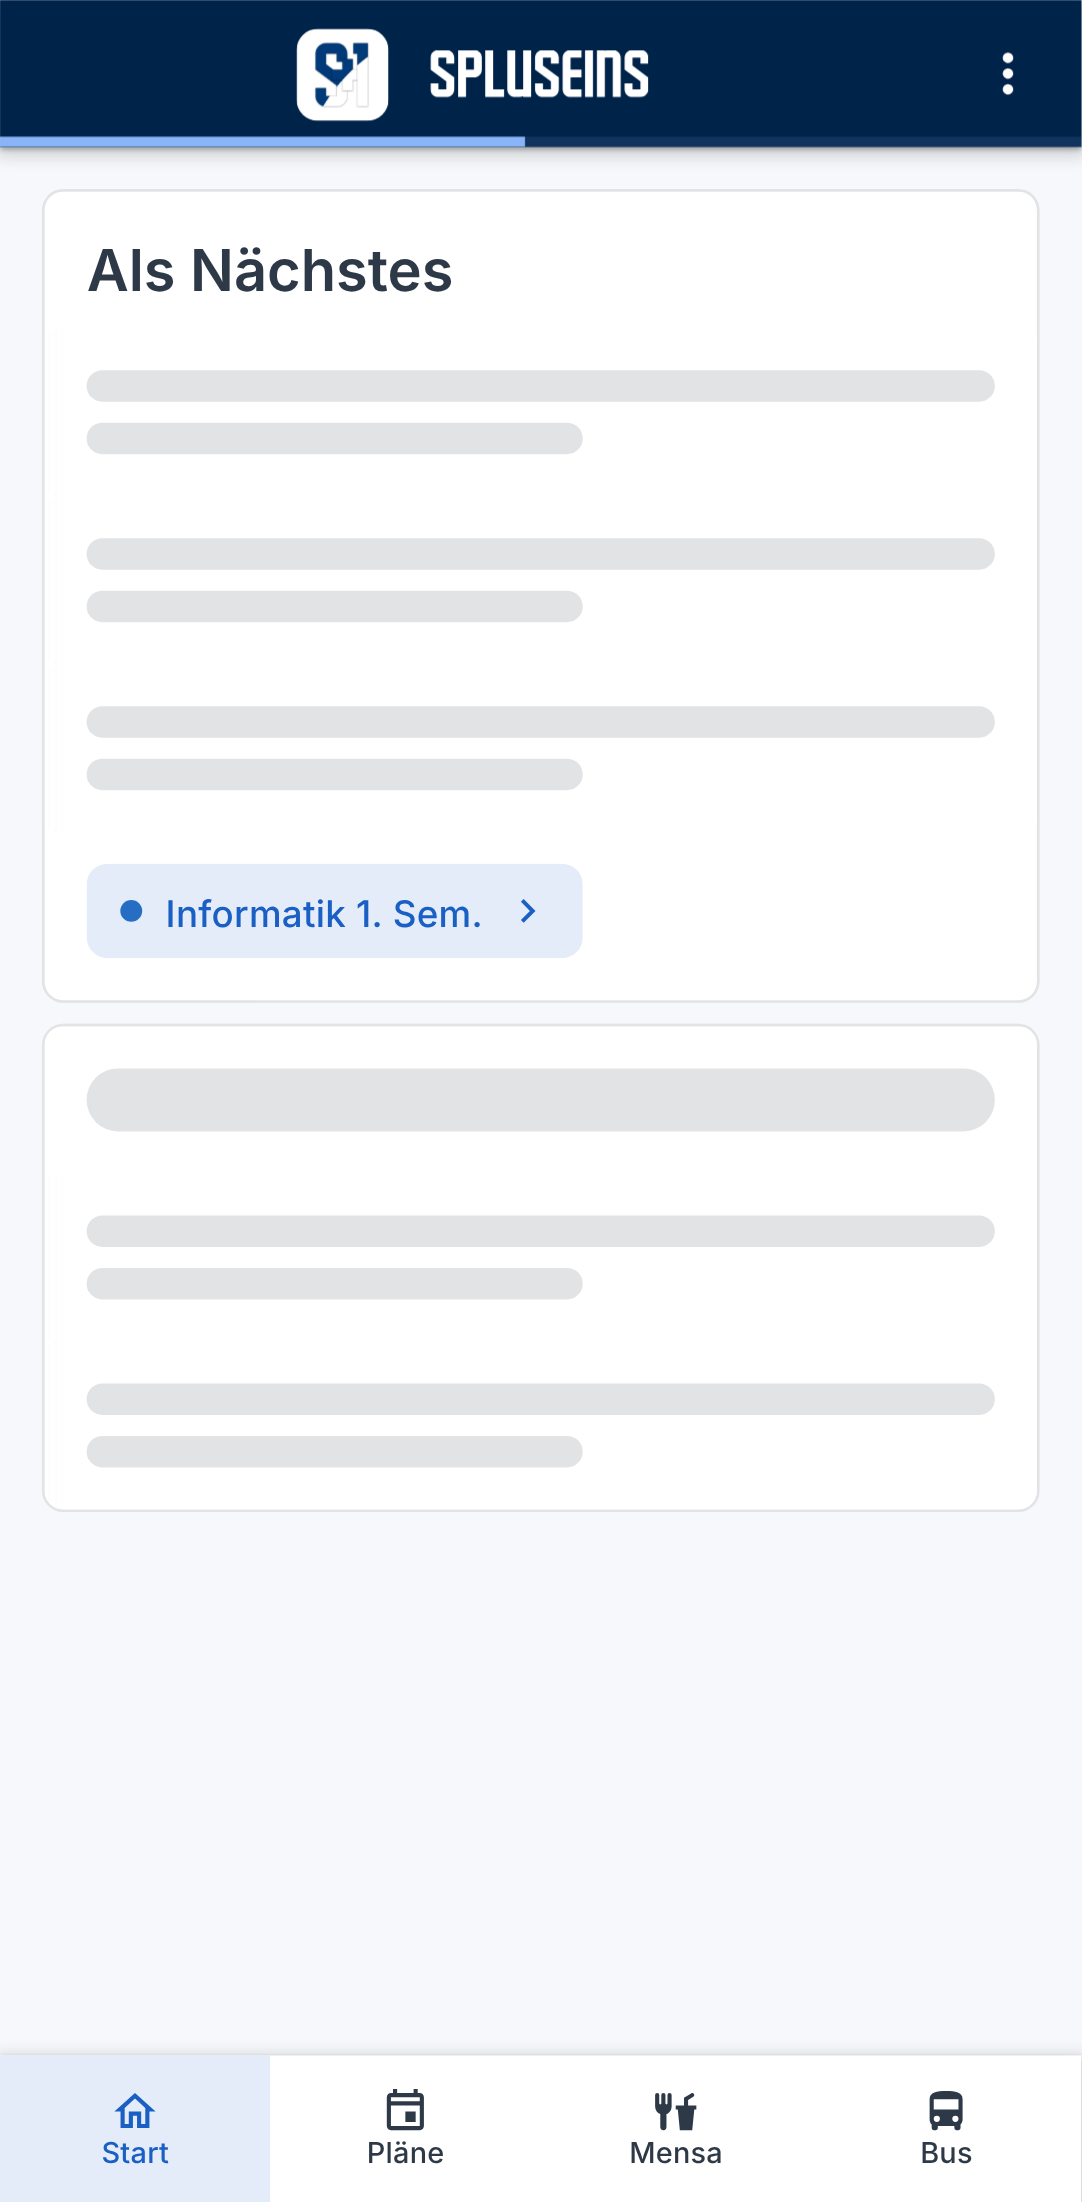 SPLUSEINS
Als Nächstes
Informatik 1. Sem.
Start
Pläne
Mensa
Bus